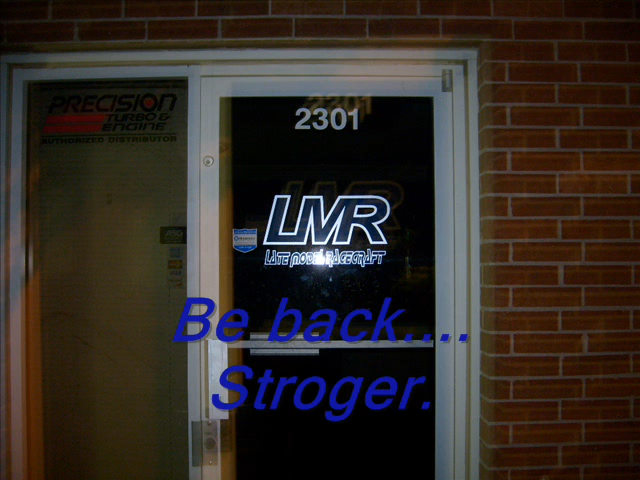 PRECISION
TURBO &
ENGINE
AUTHORIZED DISTRIBUTOR
2301
LMR
LATE MODEL RACECRAFT
Be back....
Stroger.